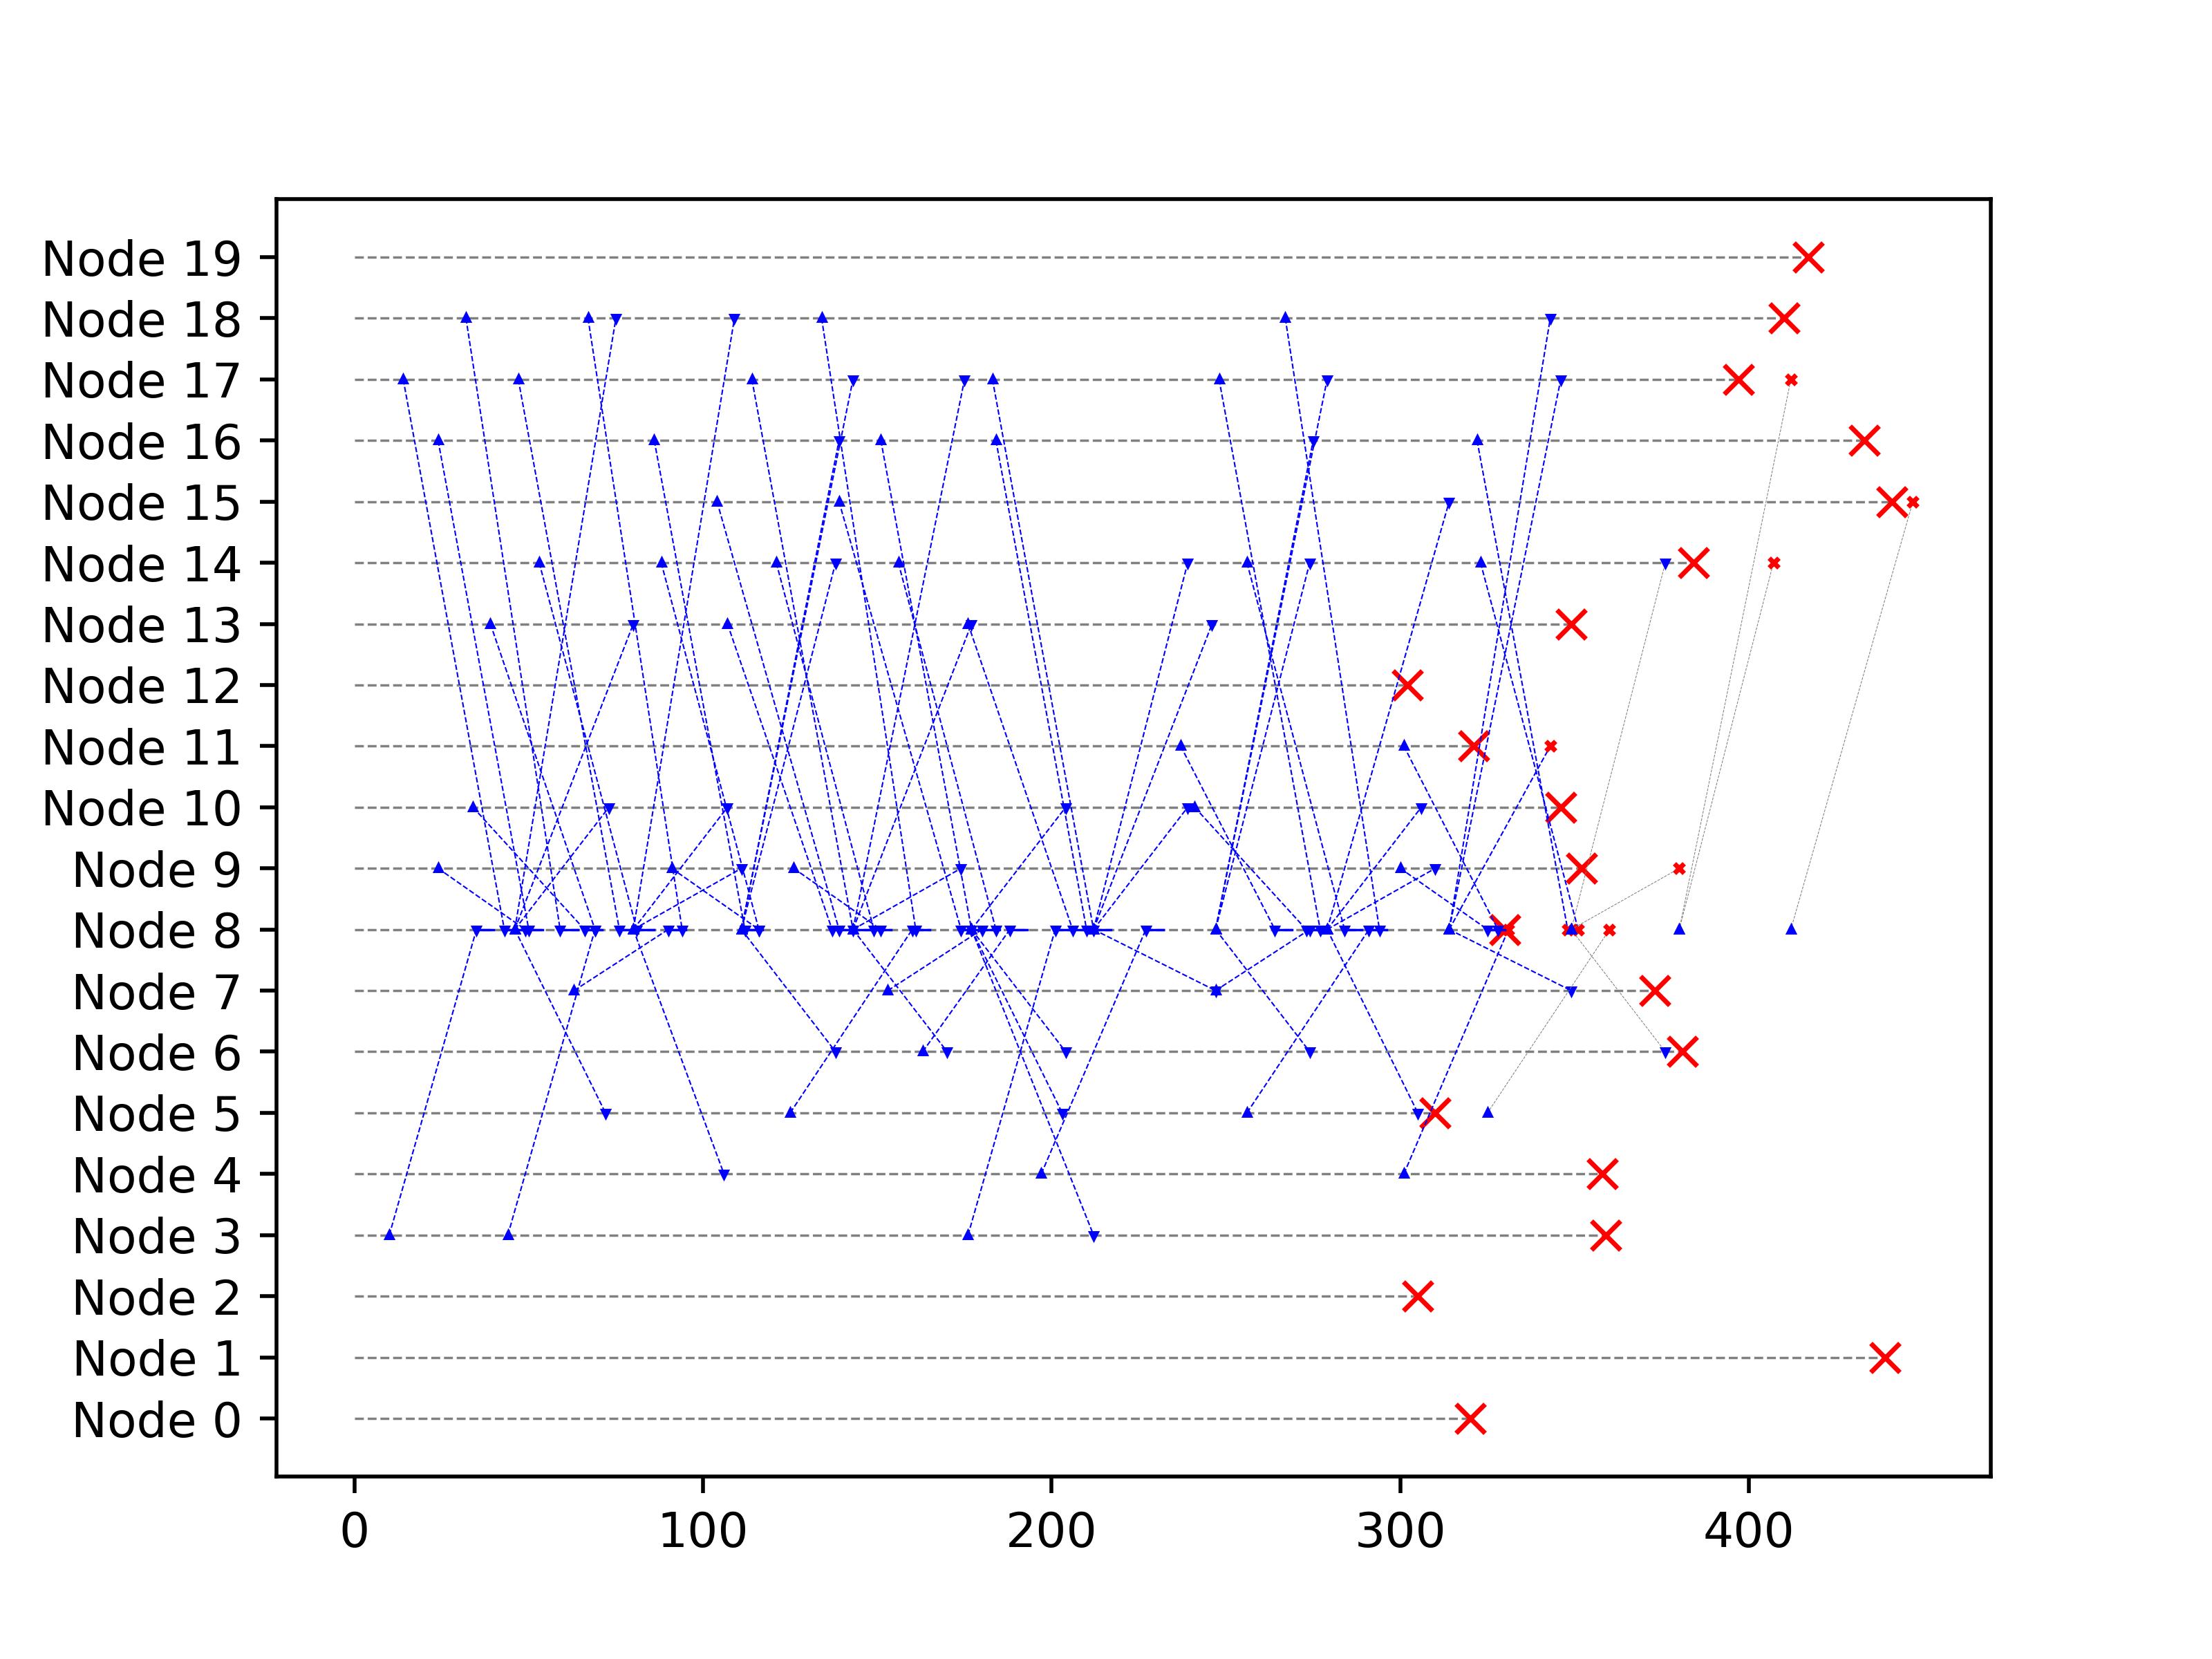 Node 19
Node 18
Node 17
Node 16
Node 15
Node 14
Node 13
Node 12
Node 11
Node 10
Node 9
Node 8
Node 7
Node 6
Node 5
Node 4
Node 3
Node 2
Node 1
Node 0
0 100 200 300 400